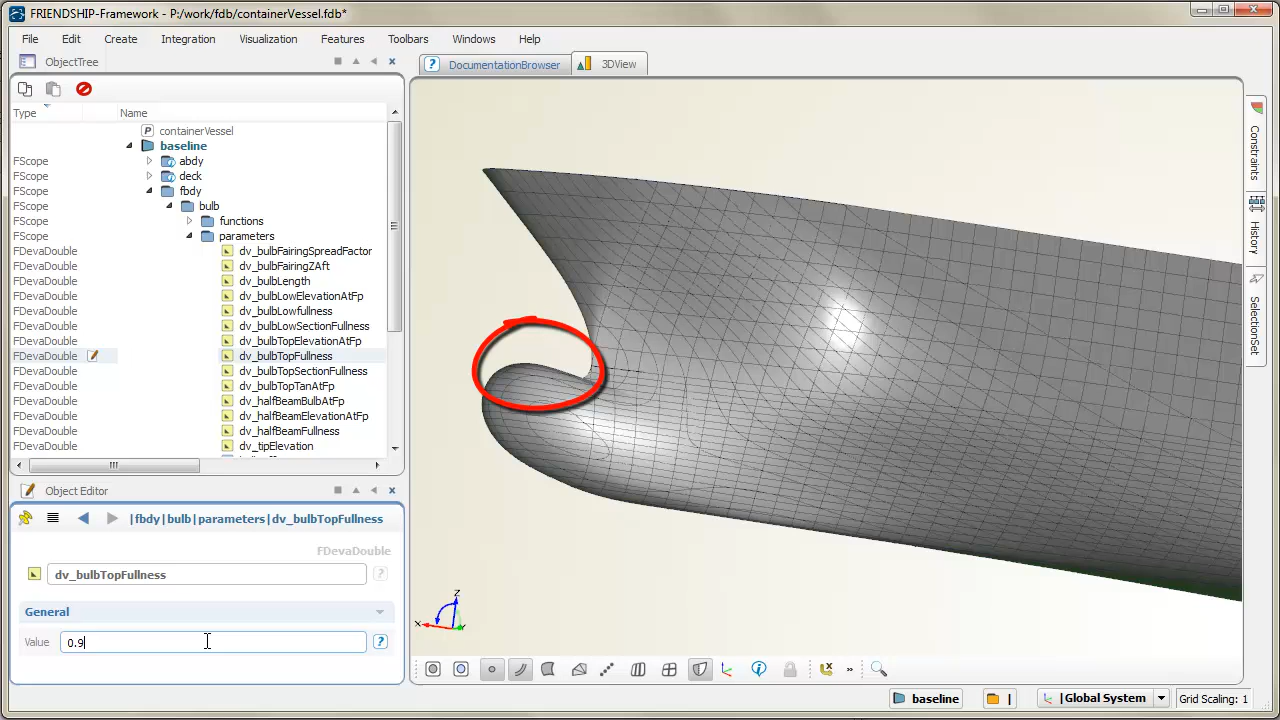 FRIENDSHIP-Framework - P:/work/fdb/containerVessel.fdb*
File Edit Create Integration Visualization Features Toolbars Windows Help
ObjectTree
DocumentationBrowser
3DView
Type Name
containerVessel
baseline
FScope abdy
FScope deck
FScope fbdy
FScope bulb
FScope functions
FScope parameters
FDevaDouble dv_bulbFairingSpreadFactor
FDevaDouble dv_bulbFairingZAft
FDevaDouble dv_bulbLength
FDevaDouble dv_bulbLowElevationAtFp
FDevaDouble dv_bulbLowfullness
FDevaDouble dv_bulbLowSectionFullness
FDevaDouble dv_bulbTopElevationAtFp
FDevaDouble dv_bulbTopFullness
FDevaDouble dv_bulbTopSectionFullness
FDevaDouble dv_bulbTopTanAtFp
FDevaDouble dv_halfBeamBulbAtFp
FDevaDouble dv_halfBeamElevationAtFp
FDevaDouble dv_halfBeamFullness
FDevaDouble dv_tipElevation
Object Editor
|fbdy|bulb|parameters|dv_bulbTopFullness
FDevaDouble
dv_bulbTopFullness
General
Value 0.9
Z
X
Y
Constraints
History
SelectionSet
baseline
|
|Global System
Grid Scaling: 1